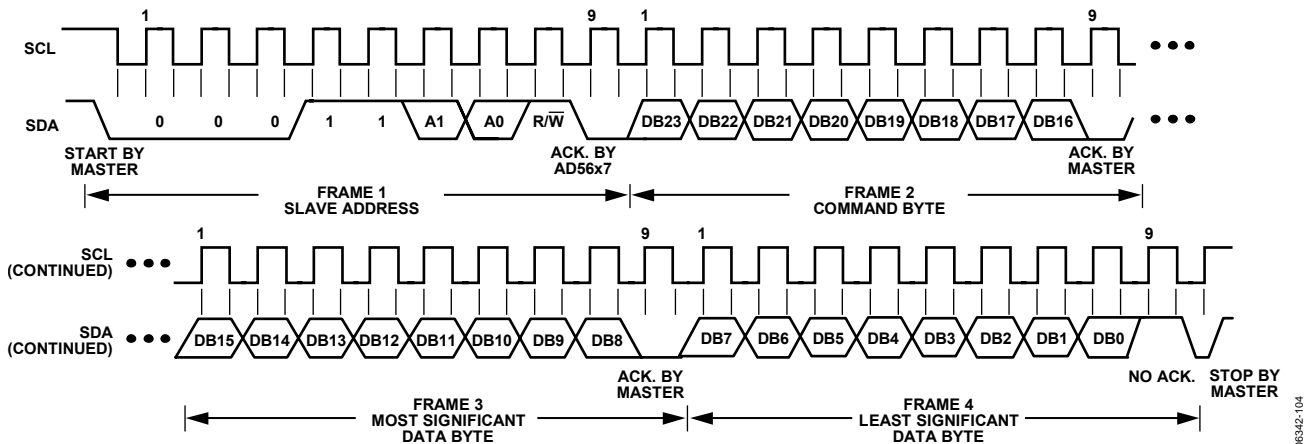 1 9 1 9
SCL
SDA 0 0 0 1 1 A1 A0 R/W̅ DB23 DB22 DB21 DB20 DB19 DB18 DB17 DB16
START BY
MASTER
ACK. BY
AD56x7
ACK. BY
MASTER
FRAME 1
SLAVE ADDRESS
FRAME 2
COMMAND BYTE
1 9 1 9
SCL
(CONTINUED)
SDA
(CONTINUED)
DB15 DB14 DB13 DB12 DB11 DB10 DB9 DB8 DB7 DB6 DB5 DB4 DB3 DB2 DB1 DB0
ACK. BY
MASTER
NO ACK.
STOP BY
MASTER
FRAME 3
MOST SIGNIFICANT
DATA BYTE
FRAME 4
LEAST SIGNIFICANT
DATA BYTE